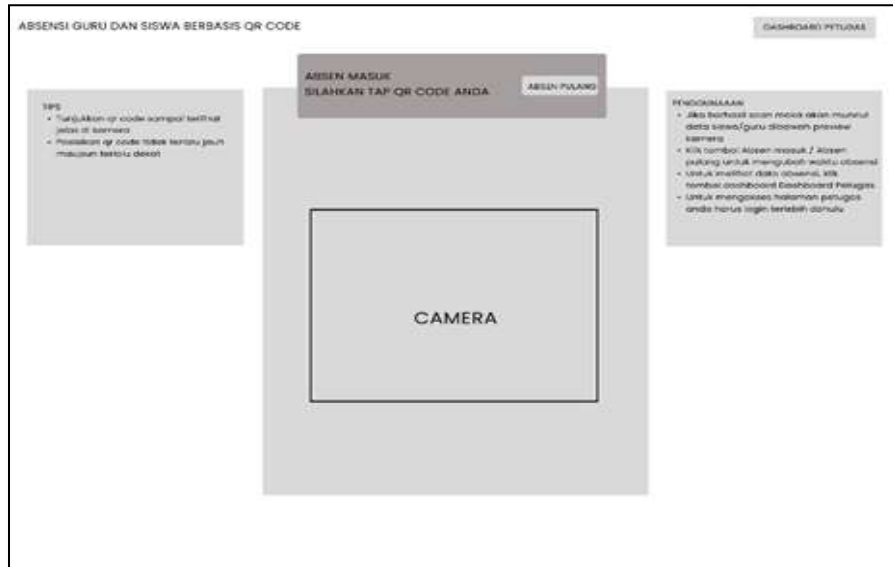 ABSENSI GURU DAN SISWA BERBASIS QR CODE
DASHBOARD PETUGAS
ABSEN MASUK
SILAHKAN TAP QR CODE ANDA
ABSEN PULANG
TIPS
• Tunjukkan qr code sampai terlihat
jelas di kamera
• Posisikan qr code tidak terlalu jauh
maupun terlalu dekat
CAMERA
PENGGUNAAAN
• Jika berhasil scan maka akan muncul
data siswa/guru dibawah preview
kamera
• Klik tombol Absen masuk / Absen
pulang untuk mengubah waktu absensi
• Untuk melihat data absensi, klik
tombol dashboard Dashboard Petugas
• Untuk mengakses halaman petugas
anda harus login terlebih dahulu